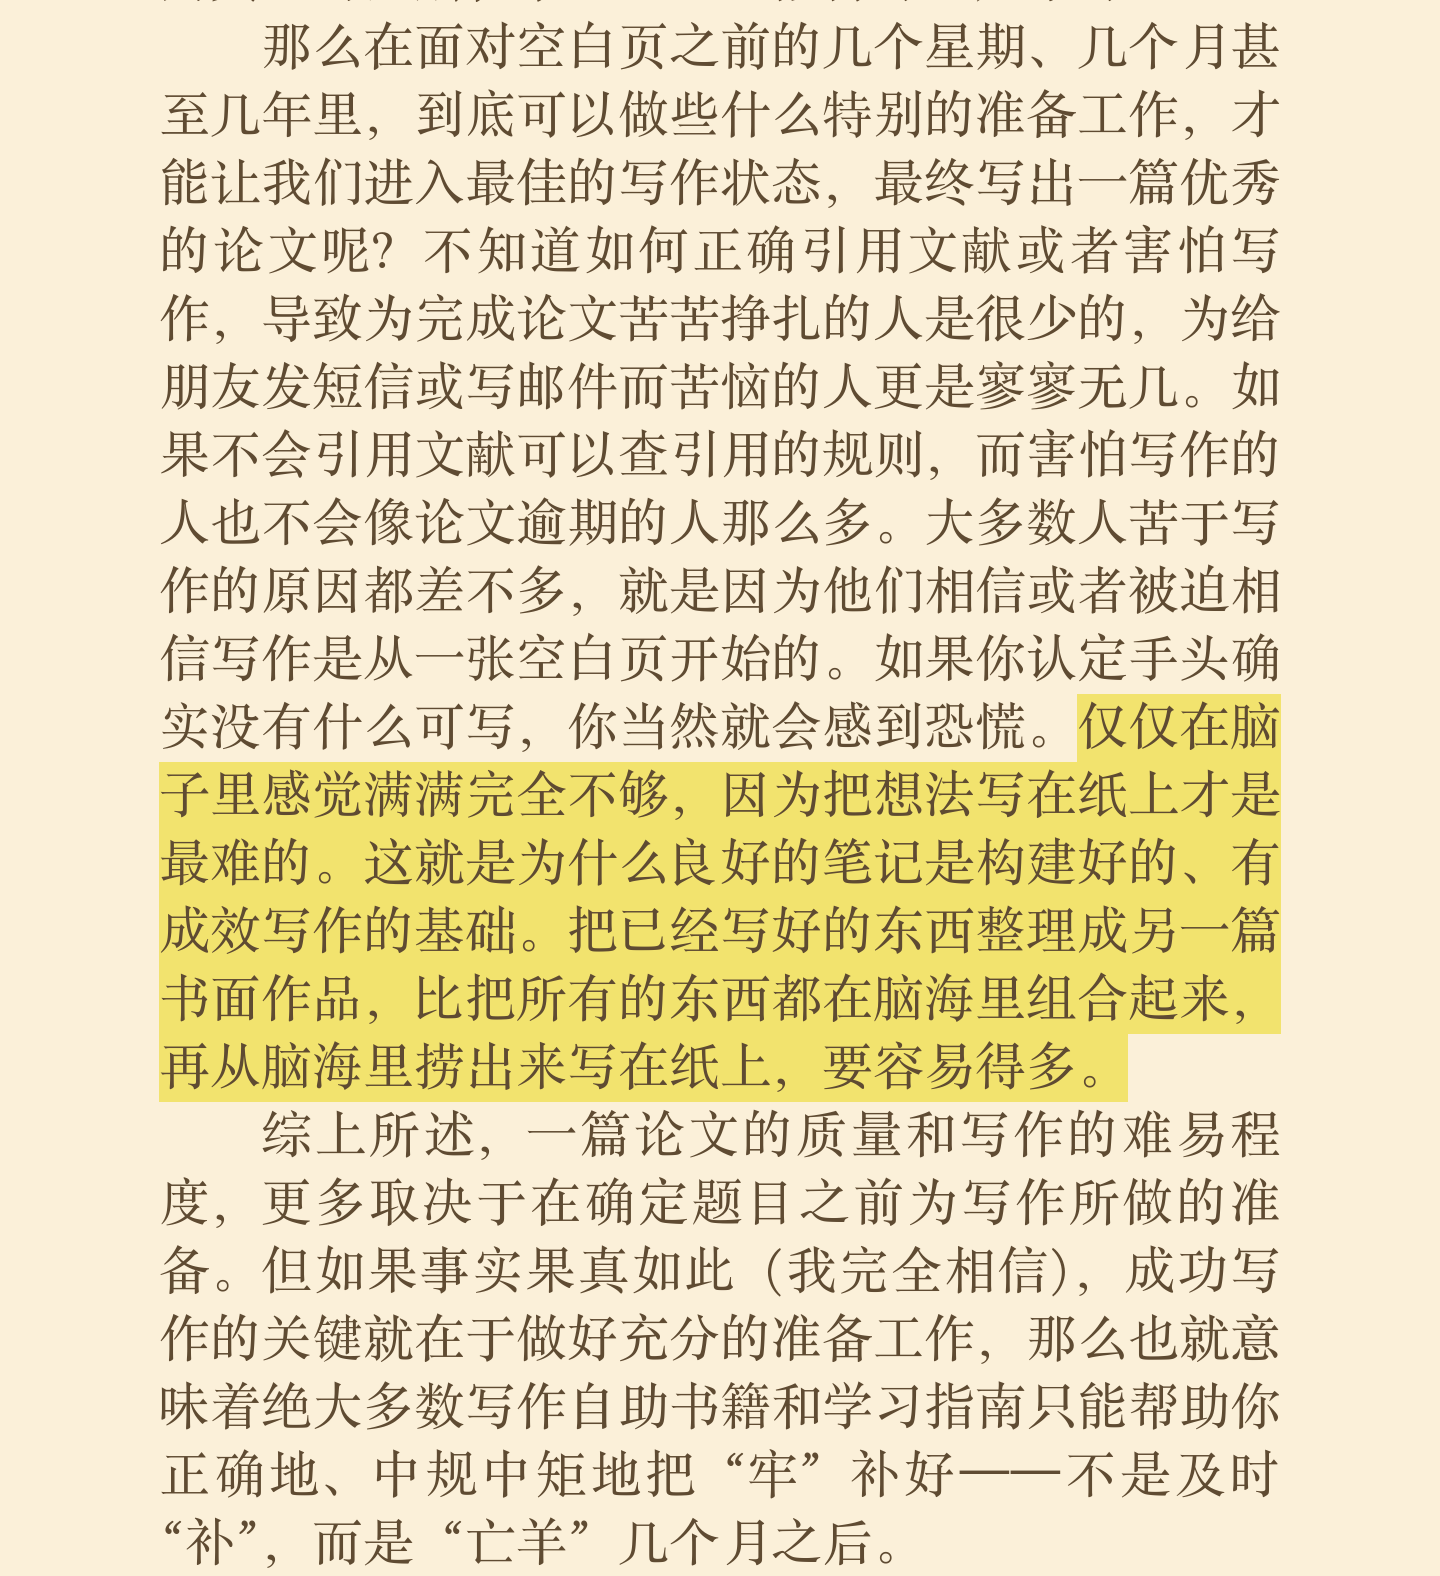 那么在面对空白页之前的几个星期、几个月甚
至几年里，到底可以做些什么特别的准备工作，才
能让我们进入最佳的写作状态，最终写出一篇优秀
的论文呢？不知道如何正确引用文献或者害怕写
作，导致为完成论文苦苦挣扎的人是很少的，为给
朋友发短信或写邮件而苦恼的人更是寥寥无几。如
果不会引用文献可以查引用的规则，而害怕写作的
人也不会像论文逾期的人那么多。大多数人苦于写
作的原因都差不多，就是因为他们相信或者被迫相
信写作是从一张空白页开始的。如果你认定手头确
实没有什么可写，你当然就会感到恐慌。仅仅在脑
子里感觉满满完全不够，因为把想法写在纸上才是
最难的。这就是为什么良好的笔记是构建好的、有
成效写作的基础。把已经写好的东西整理成另一篇
书面作品，比把所有的东西都在脑海里组合起来，
再从脑海里捞出来写在纸上，要容易得多。
综上所述，一篇论文的质量和写作的难易程
度，更多取决于在确定题目之前为写作所做的准
备。但如果事实果真如此（我完全相信），成功写
作的关键就在于做好充分的准备工作，那么也就意
味着绝大多数写作自助书籍和学习指南只能帮助你
正确地、中规中矩地把“牢”补好——不是及时
“补”，而是“亡羊”几个月之后。